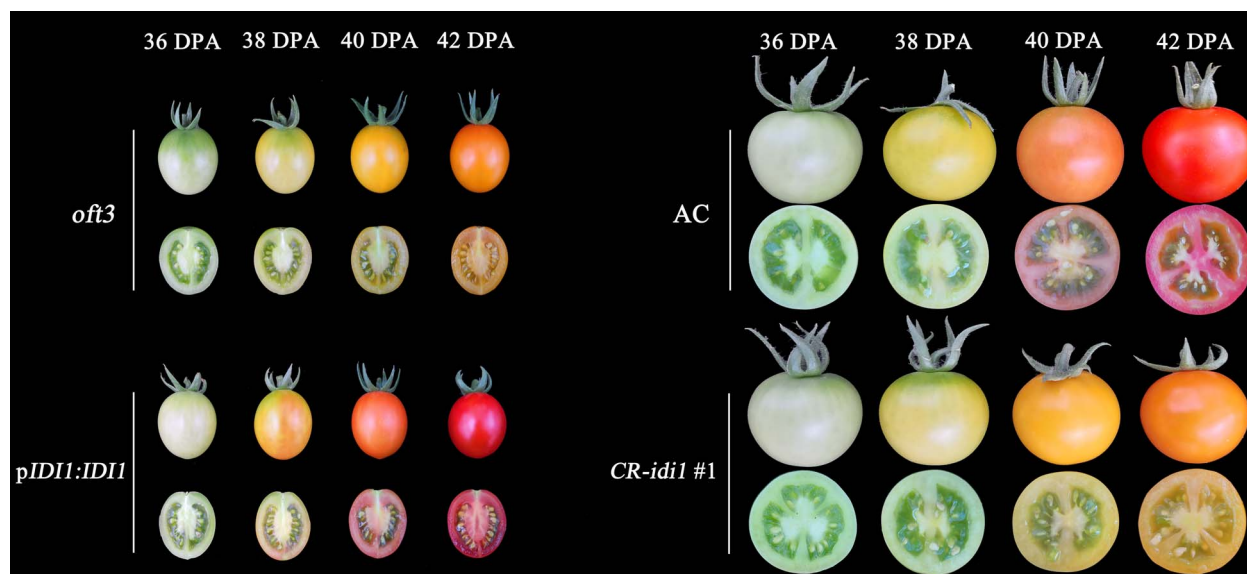 36 DPA 38 DPA 40 DPA 42 DPA
oft3
pIDI1:IDI1
36 DPA 38 DPA 40 DPA 42 DPA
AC
CR-idi1 #1